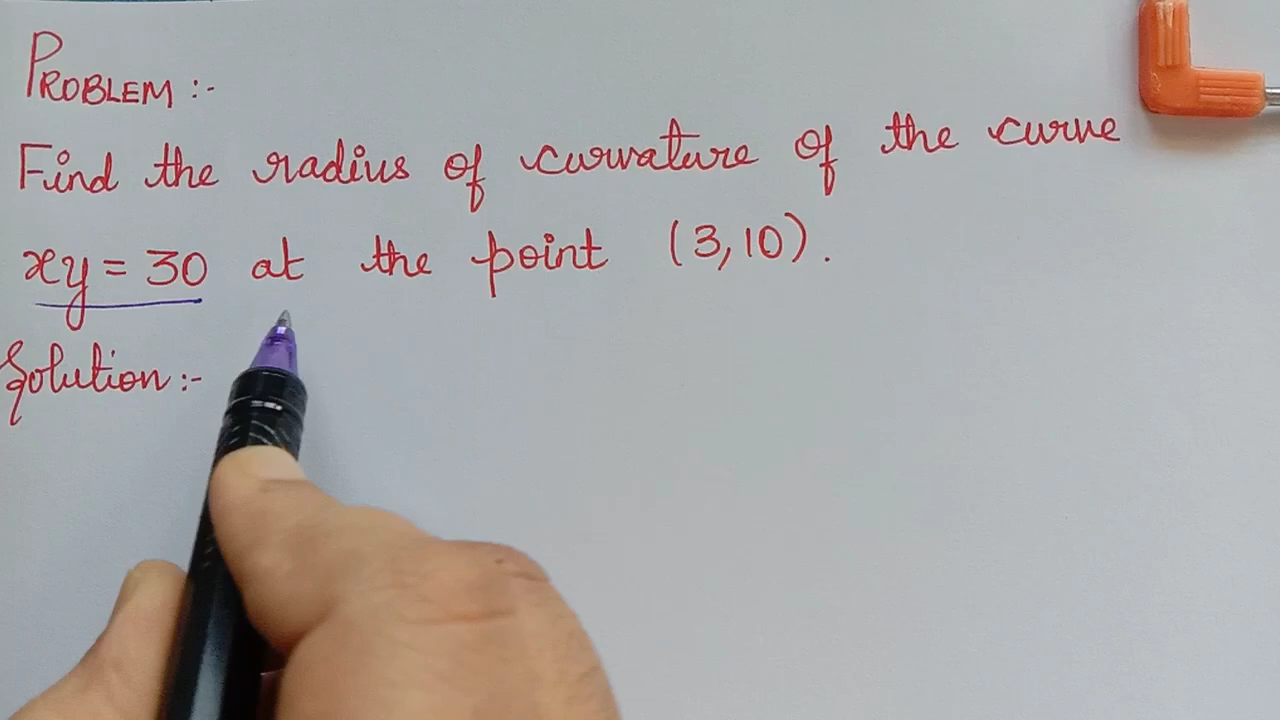 PROBLEM :-
Find the radius of curvature of the curve
xy = 30 at the point (3,10).
Solution :-